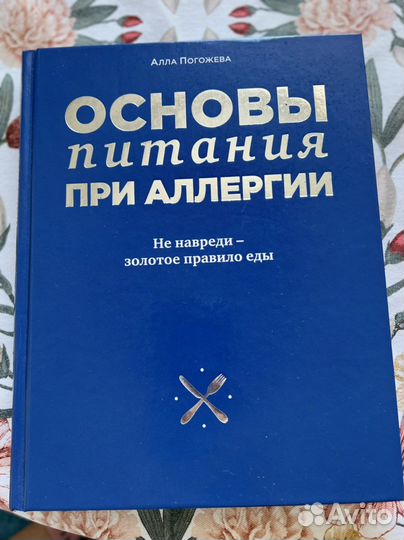 Алла Погожева
ОСНОВЫ
питания
ПРИ АЛЛЕРГИИ
Не навреди –
золотое правило еды
Avito